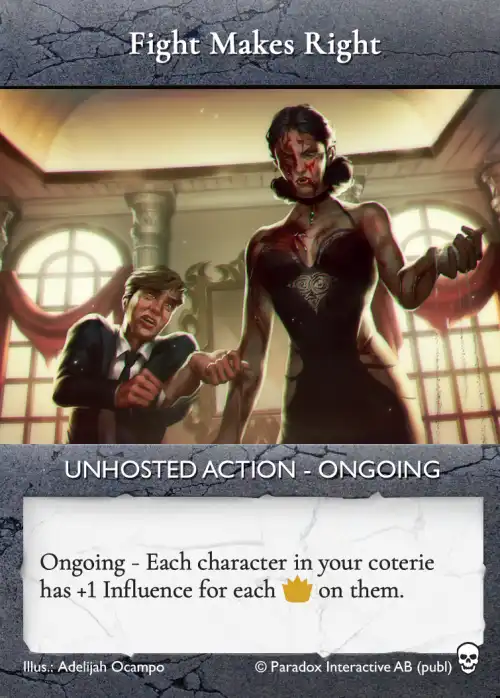 Fight Makes Right
UNHOSTED ACTION - ONGOING
Ongoing - Each character in your coterie
has +1 Influence for each on them.
Illus.: Adelijah Ocampo © Paradox Interactive AB (publ)